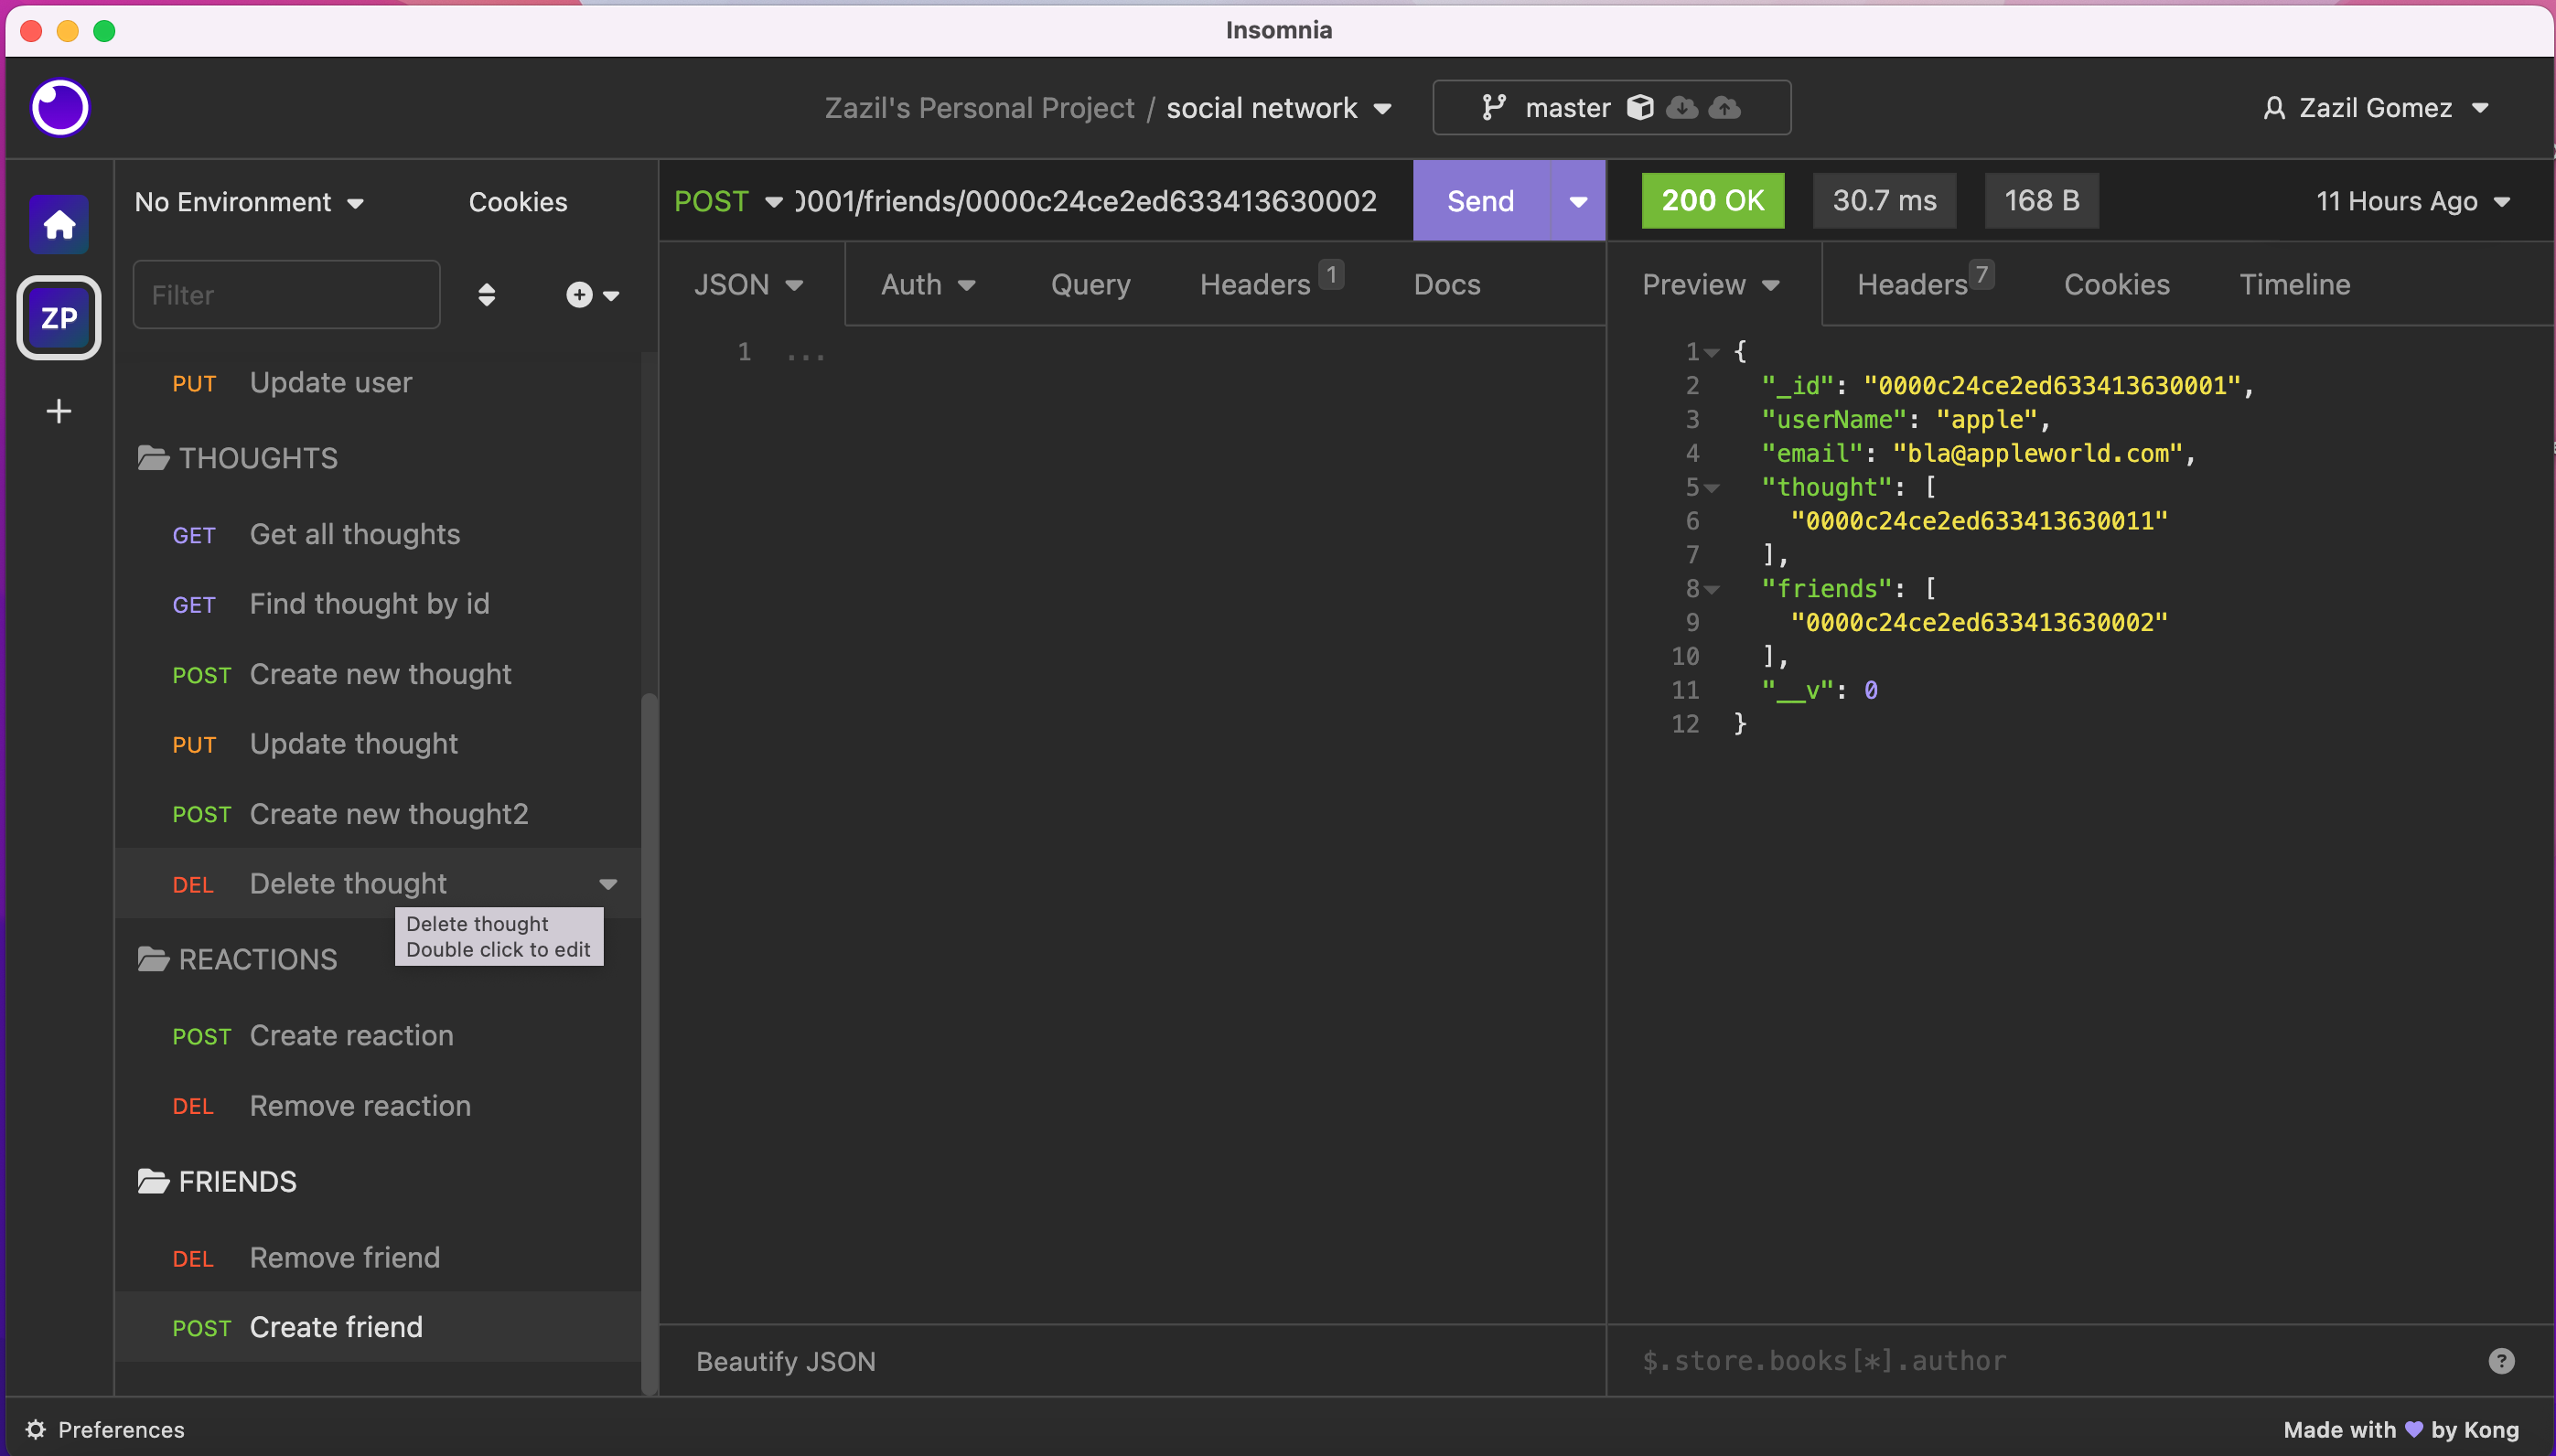 Insomnia
Zazil's Personal Project / social network
master
Zazil Gomez
ZP
No Environment
Cookies
Filter
PUT Update user
THOUGHTS
GET Get all thoughts
GET Find thought by id
POST Create new thought
PUT Update thought
POST Create new thought2
DEL Delete thought
Delete thought
Double click to edit
REACTIONS
POST Create reaction
DEL Remove reaction
FRIENDS
DEL Remove friend
POST Create friend
POST 0001/friends/0000c24ce2ed633413630002
Send
JSON Auth Query Headers 1 Docs
1 ...
Beautify JSON
200 OK 30.7 ms 168 B 11 Hours Ago
Preview Headers 7 Cookies Timeline
1 {
2 "_id": "0000c24ce2ed633413630001",
3 "userName": "apple",
4 "email": "bla@appleworld.com",
5 "thought": [
6 "0000c24ce2ed633413630011"
7 ],
8 "friends": [
9 "0000c24ce2ed633413630002"
10 ],
11 "__v": 0
12 }
$.store.books[*].author
Preferences
Made with by Kong